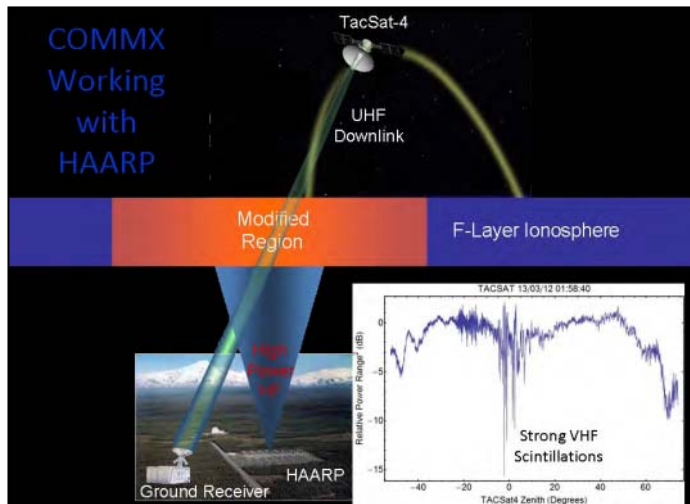 COMMX
Working
with
HAARP
TacSat-4
UHF
Downlink
Modified
Region
F-Layer Ionosphere
High
Power
HF
HAARP
Ground Receiver
TACSAT 13/03/12 01:58:40
Relative Power Range² (dB)
0
−5
−10
−15
Strong VHF
Scintillations
−40
−20
0
20
40
60
TACSat4 Zenith (Degrees)